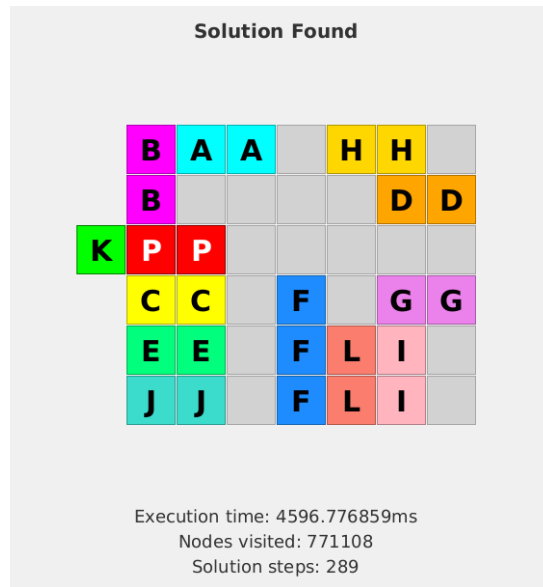 Solution Found
B A A H H
B D D
K P P
C C F G G
E E F L I
J J F L I
Execution time: 4596.776859ms
Nodes visited: 771108
Solution steps: 289